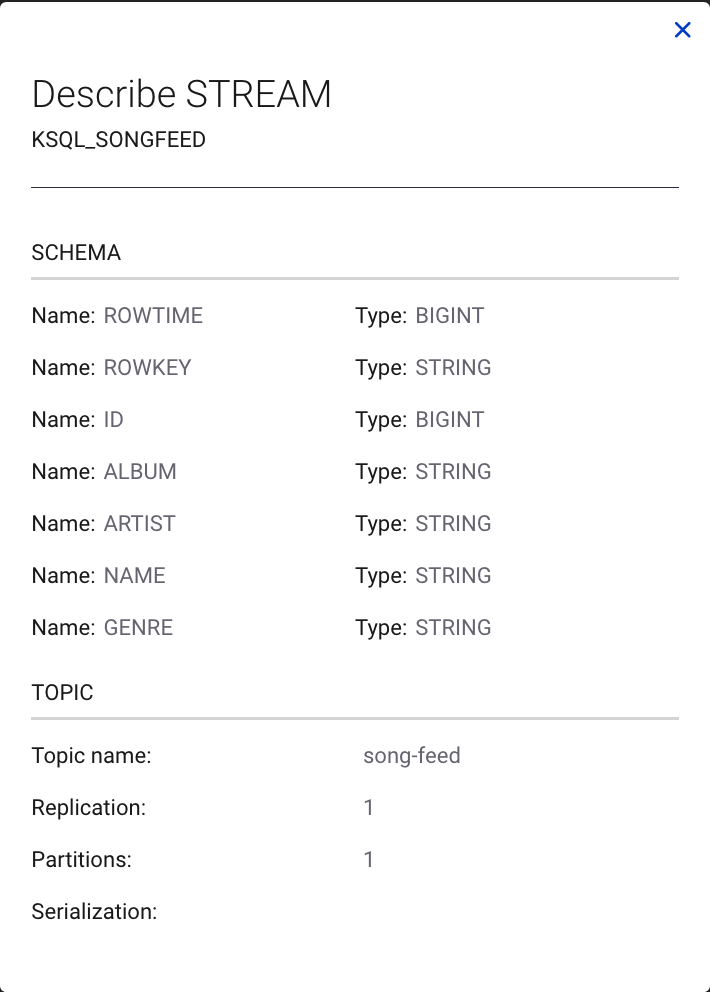 Describe STREAM
KSQL_SONGFEED
SCHEMA
Name: ROWTIME Type: BIGINT
Name: ROWKEY Type: STRING
Name: ID Type: BIGINT
Name: ALBUM Type: STRING
Name: ARTIST Type: STRING
Name: NAME Type: STRING
Name: GENRE Type: STRING
TOPIC
Topic name: song-feed
Replication: 1
Partitions: 1
Serialization: